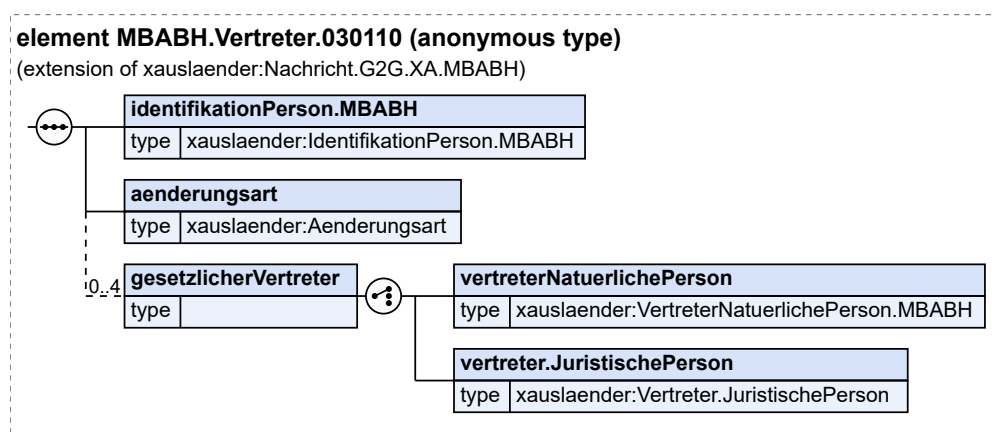 element MBABH.Vertreter.030110 (anonymous type)
(extension of xauslaender:Nachricht.G2G.XA.MBABH)
identifikationPerson.MBABH
type xauslaender:IdentifikationPerson.MBABH
aenderungsart
type xauslaender:Aenderungsart
0..4
gesetzlicherVertreter
type
vertreterNatuerlichePerson
type xauslaender:VertreterNatuerlichePerson.MBABH
vertreter.JuristischePerson
type xauslaender:Vertreter.JuristischePerson